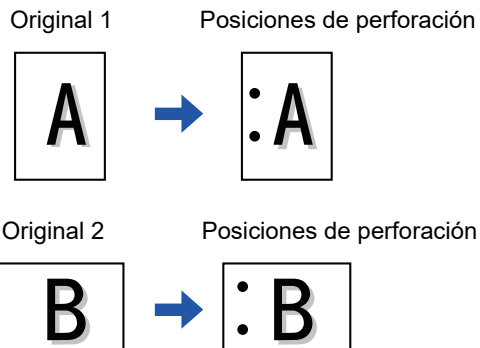 Original 1 Posiciones de perforación
A A
Original 2 Posiciones de perforación
B B